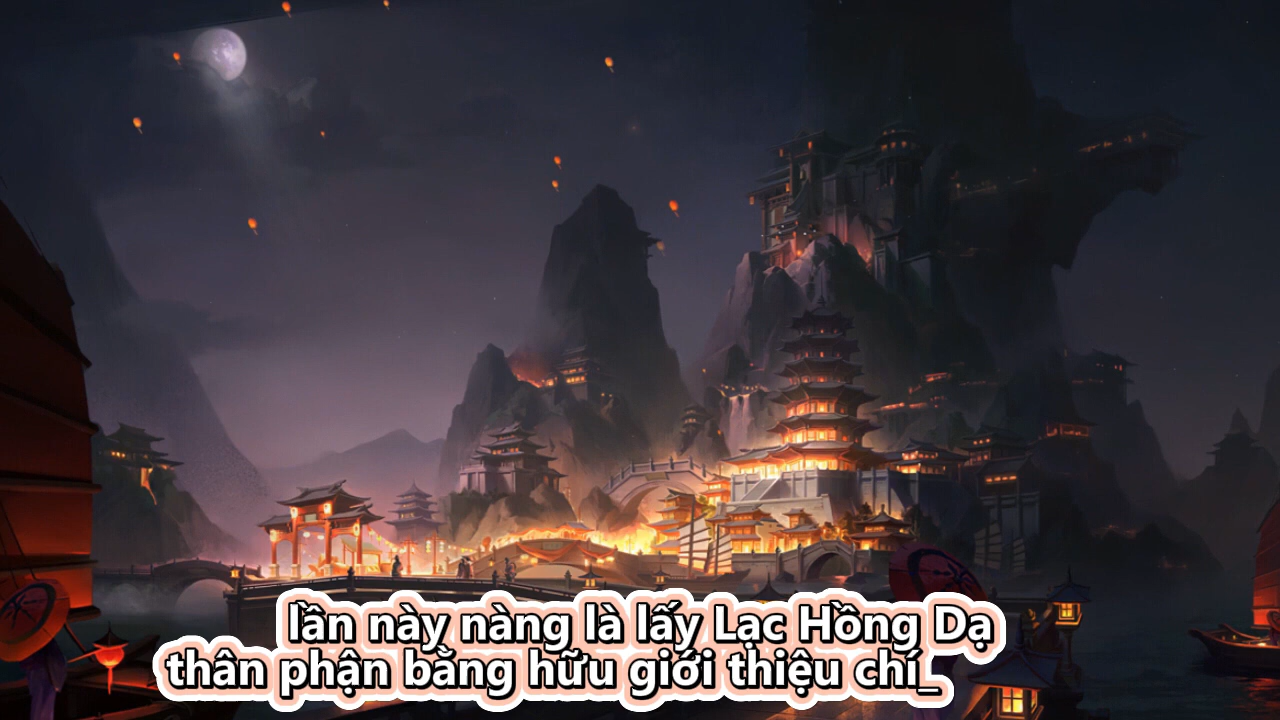 lần này nàng là lấy Lạc Hồng Dạ
thân phận bằng hữu giới thiệu chí_